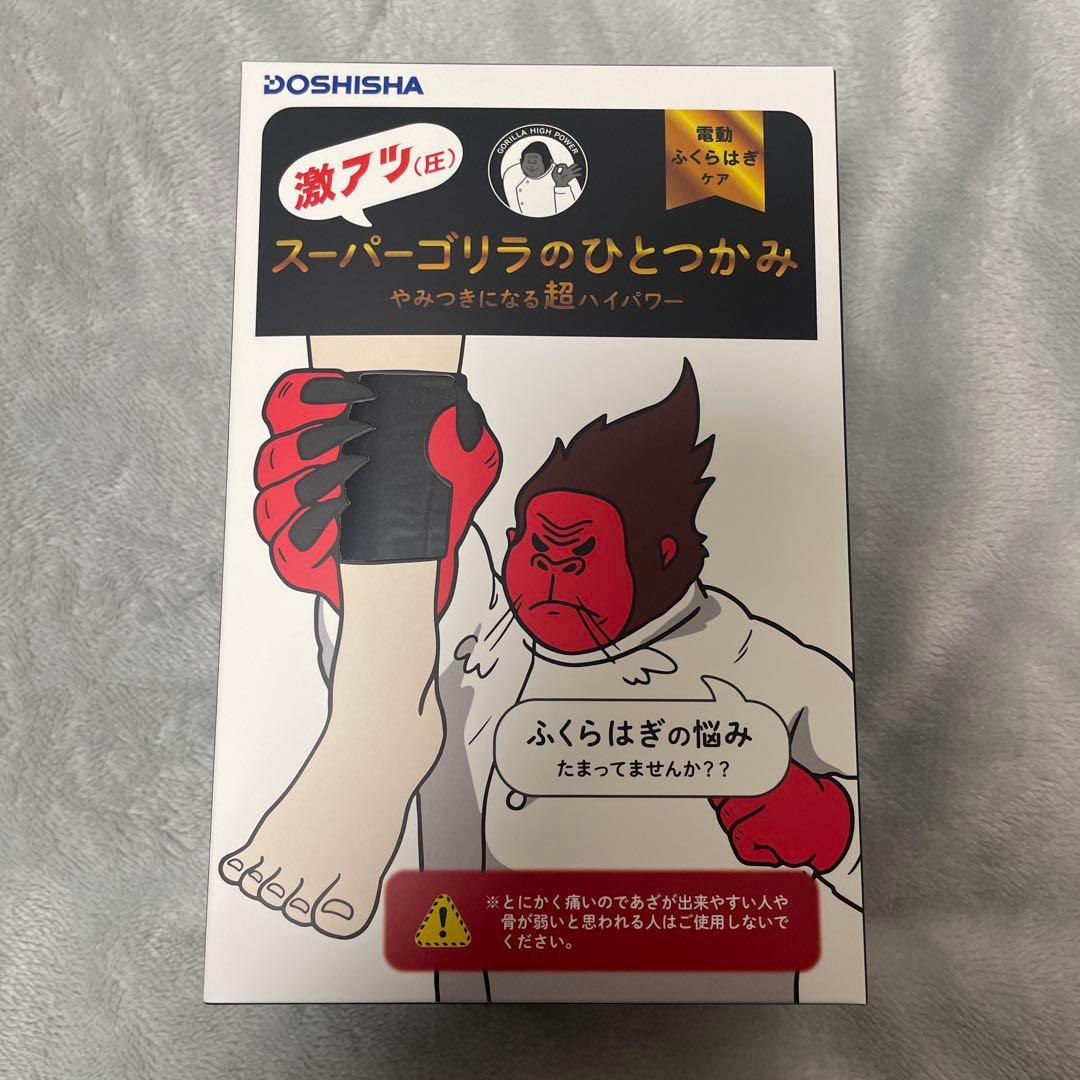 DOSHISHA
激アツ(圧)
GORILLA HIGH POWER
電動
ふくらはぎ
ケア
スーパーゴリラのひとつかみ
やみつきになる超ハイパワー
ふくらはぎの悩み
たまってませんか??
※とにかく痛いのであざが出来やすい人や
骨が弱いと思われる人はご使用しないで
ください。